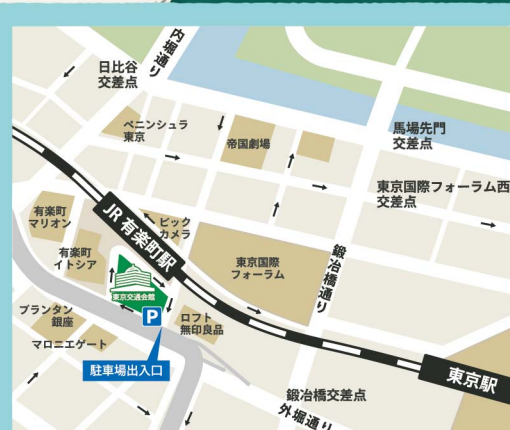 内堀通り
日比谷
交差点
ペニンシュラ
東京
帝国劇場
馬場先門
交差点
東京国際フォーラム西
交差点
有楽町
マリオン
JR 有楽町駅
ビック
カメラ
有楽町
イトシア
東京国際
フォーラム
鍛冶橋通り
東京交通会館
プランタン
銀座
P
ロフト
無印良品
マロニエゲート
駐車場出入口
東京駅
鍛冶橋交差点
外堀通り